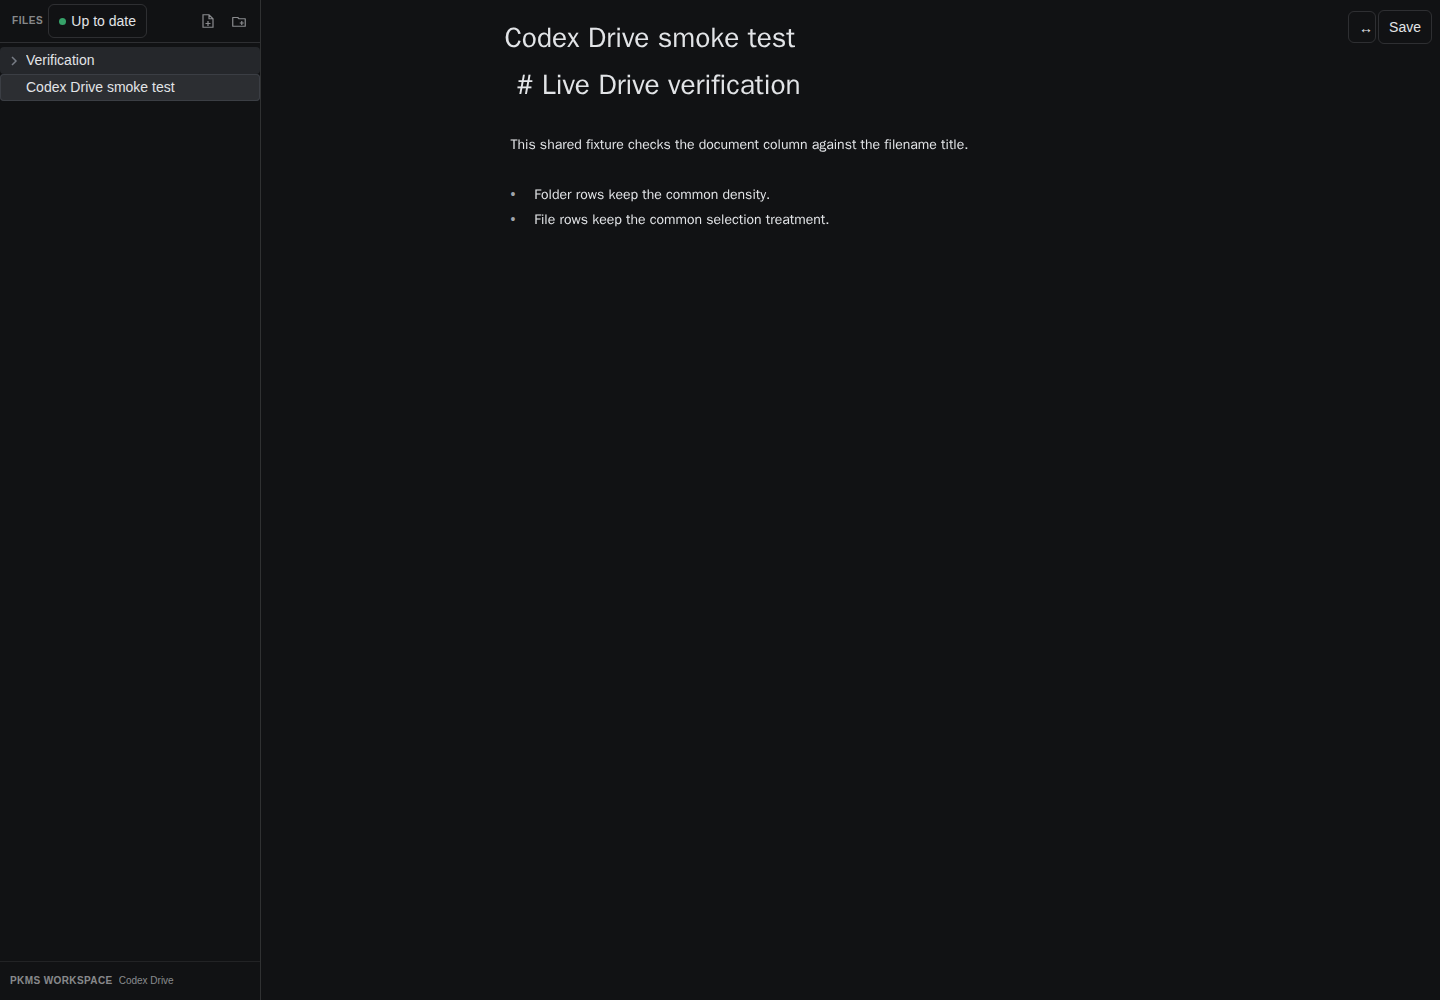 FILES Up to date
Verification
Codex Drive smoke test
Codex Drive smoke test
# Live Drive verification
This shared fixture checks the document column against the filename title.
• Folder rows keep the common density.
• File rows keep the common selection treatment.
↔ Save
PKMS WORKSPACE Codex Drive